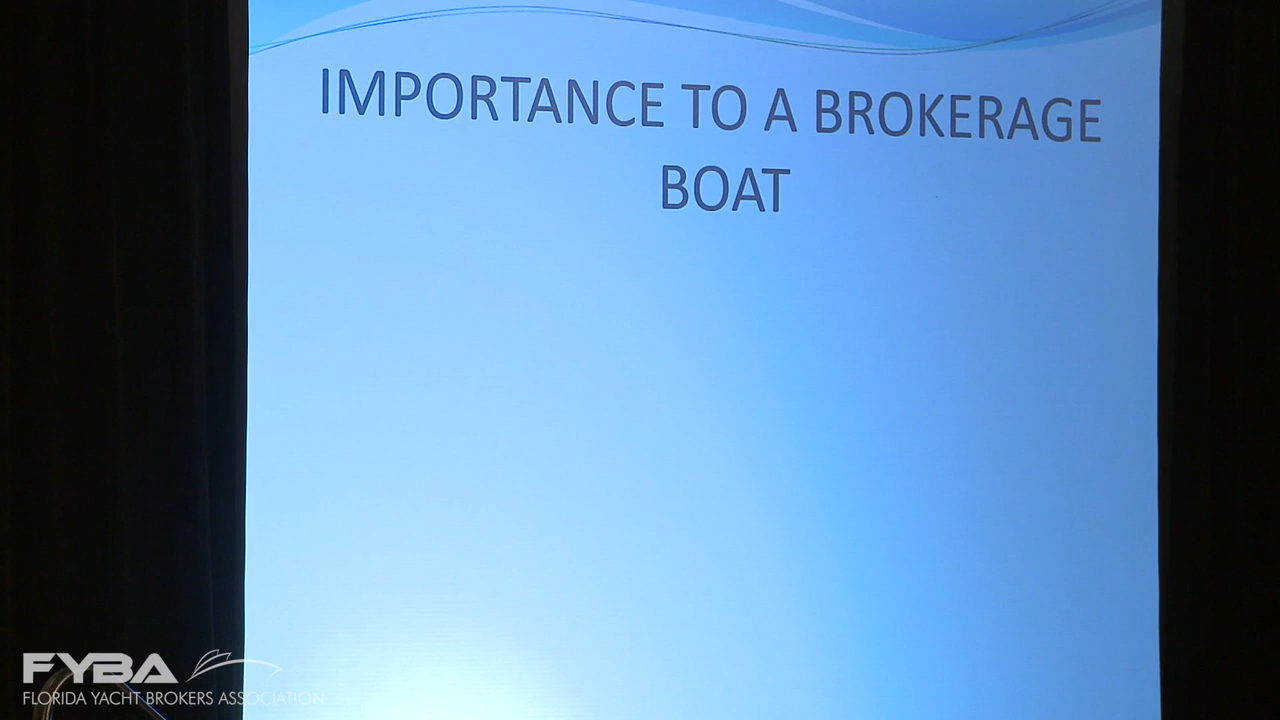 IMPORTANCE TO A BROKERAGE
BOAT
FYBA
FLORIDA YACHT BROKERS ASSOCIATION